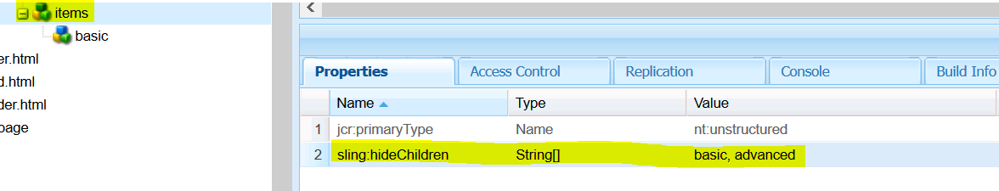 items
basic
er.html
d.html
der.html
page
Properties Access Control Replication Console Build Info
Name Type Value
1 jcr:primaryType Name nt:unstructured
2 sling:hideChildren String[] basic, advanced